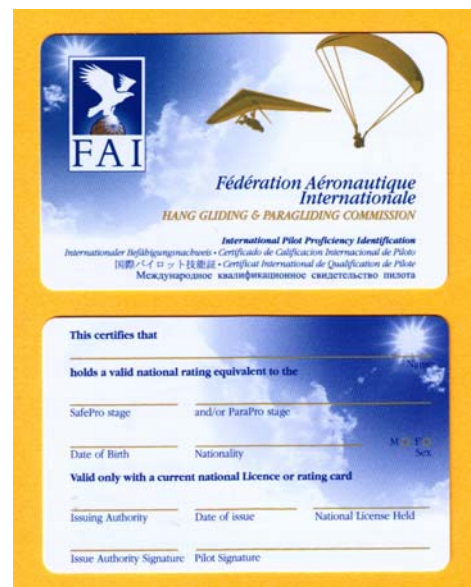 FAI
Fédération Aéronautique
Internationale
HANG GLIDING & PARAGLIDING COMMISSION
International Pilot Proficiency Identification
Internationaler Befähigungsnachweis • Certificado de Calificacion Internacional de Piloto
国際パイロット技能証 • Certificat International de Qualification de Pilote
Международное квалификационное свидетельство пилота
This certifies that
Name
holds a valid national rating equivalent to the
SafePro stage and/or ParaPro stage
M F
Date of Birth Nationality Sex
Valid only with a current national Licence or rating card
Issuing Authority Date of issue National License Held
Issue Authority Signature Pilot Signature